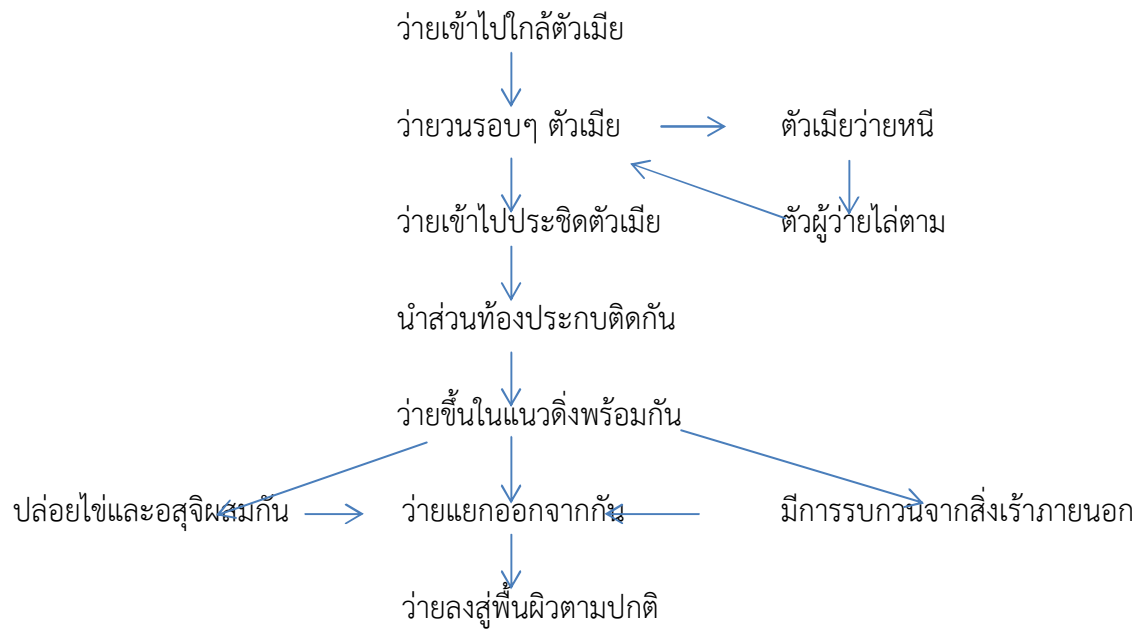 ว่ายเข้าไปใกล้ตัวเมีย
ว่ายวนรอบๆ ตัวเมีย
ตัวเมียว่ายหนี
ว่ายเข้าไปประชิดตัวเมีย
ตัวผู้ว่ายไล่ตาม
นำส่วนท้องประกบติดกัน
ว่ายขึ้นในแนวดิ่งพร้อมกัน
ปล่อยไข่และอสุจิผสมกัน
ว่ายแยกออกจากกัน
มีการรบกวนจากสิ่งเร้าภายนอก
ว่ายลงสู่พื้นผิวตามปกติ